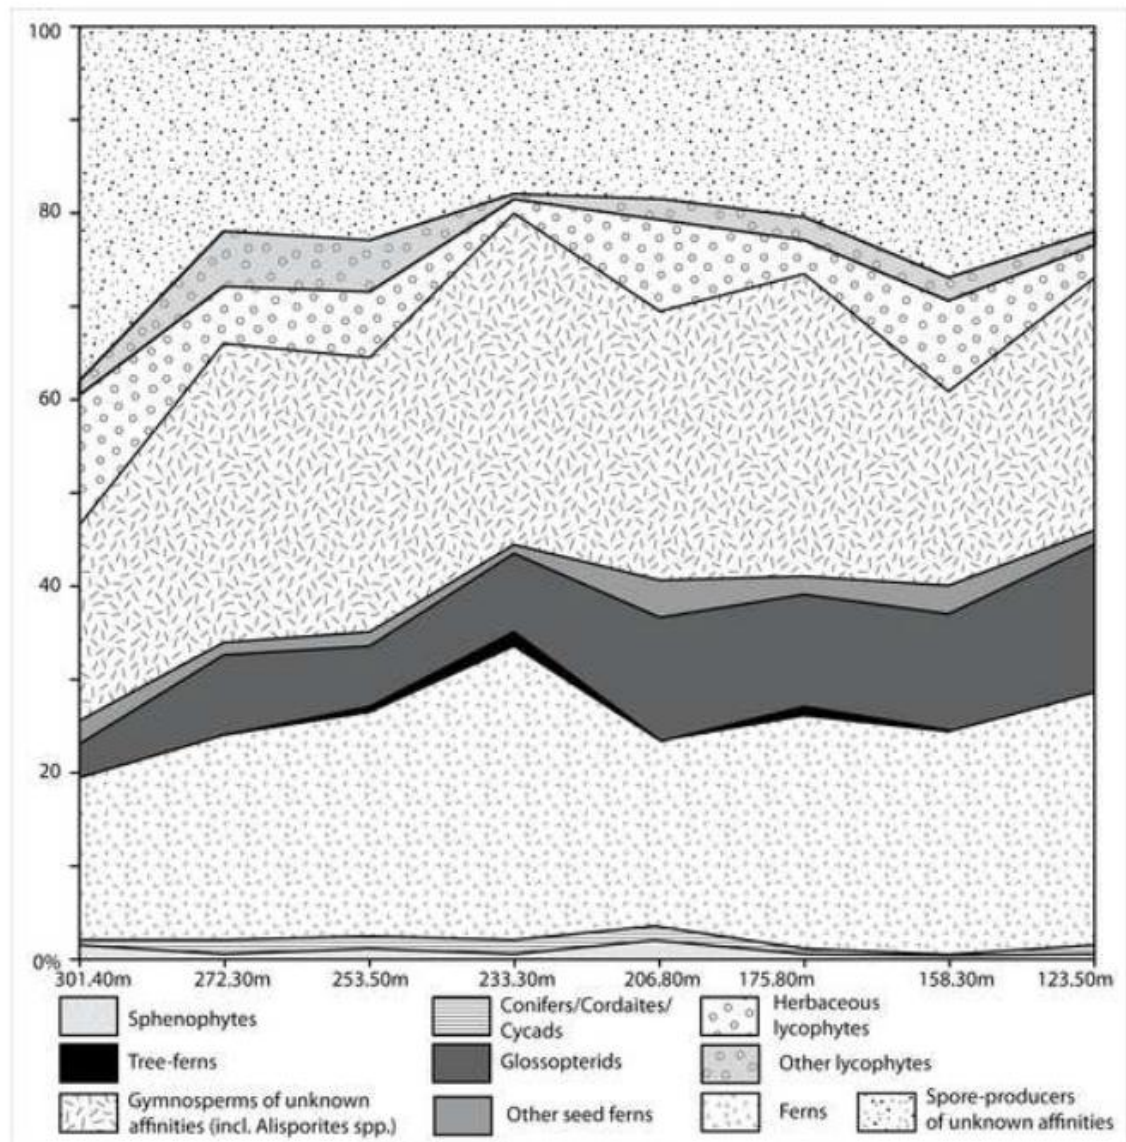 100
80
60
40
20
0%
301.40m 272.30m 253.50m 233.30m 206.80m 175.80m 158.30m 123.50m
Sphenophytes
Conifers/Cordaites/
Cycads
Herbaceous
lycophytes
Tree-ferns
Glossopterids
Other lycophytes
Gymnosperms of unknown
affinities (incl. Alisporites spp.)
Other seed ferns
Ferns
Spore-producers
of unknown affinities